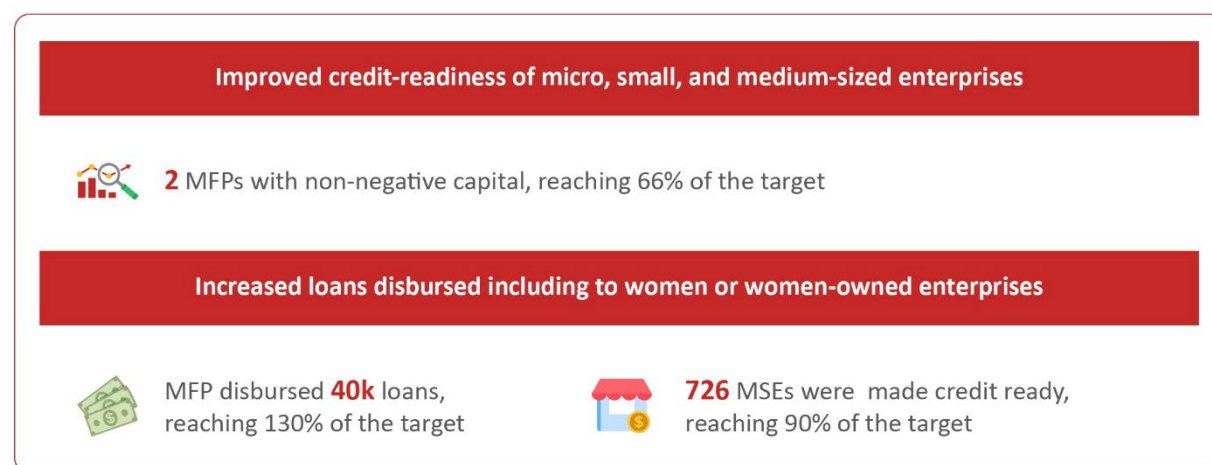 Improved credit-readiness of micro, small, and medium-sized enterprises
2 MFPs with non-negative capital, reaching 66% of the target
Increased loans disbursed including to women or women-owned enterprises
MFP disbursed 40k loans,
reaching 130% of the target
726 MSEs were made credit ready,
reaching 90% of the target